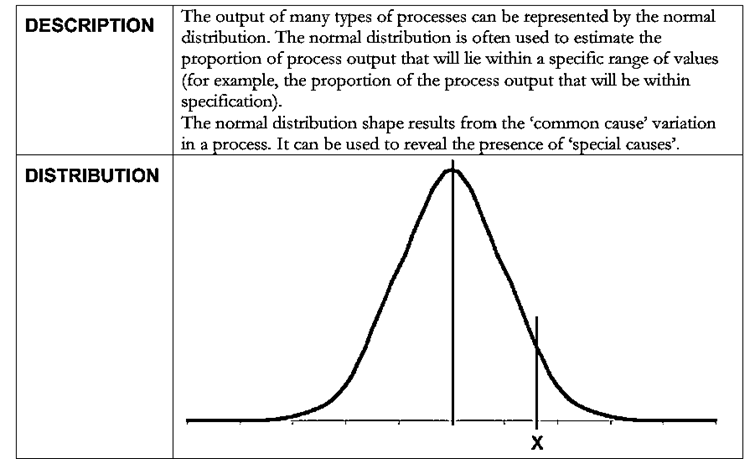 DESCRIPTION
The output of many types of processes can be represented by the normal
distribution. The normal distribution is often used to estimate the
proportion of process output that will lie within a specific range of values
(for example, the proportion of the process output that will be within
specification).
The normal distribution shape results from the ‘common cause’ variation
in a process. It can be used to reveal the presence of ‘special causes’.
DISTRIBUTION
X